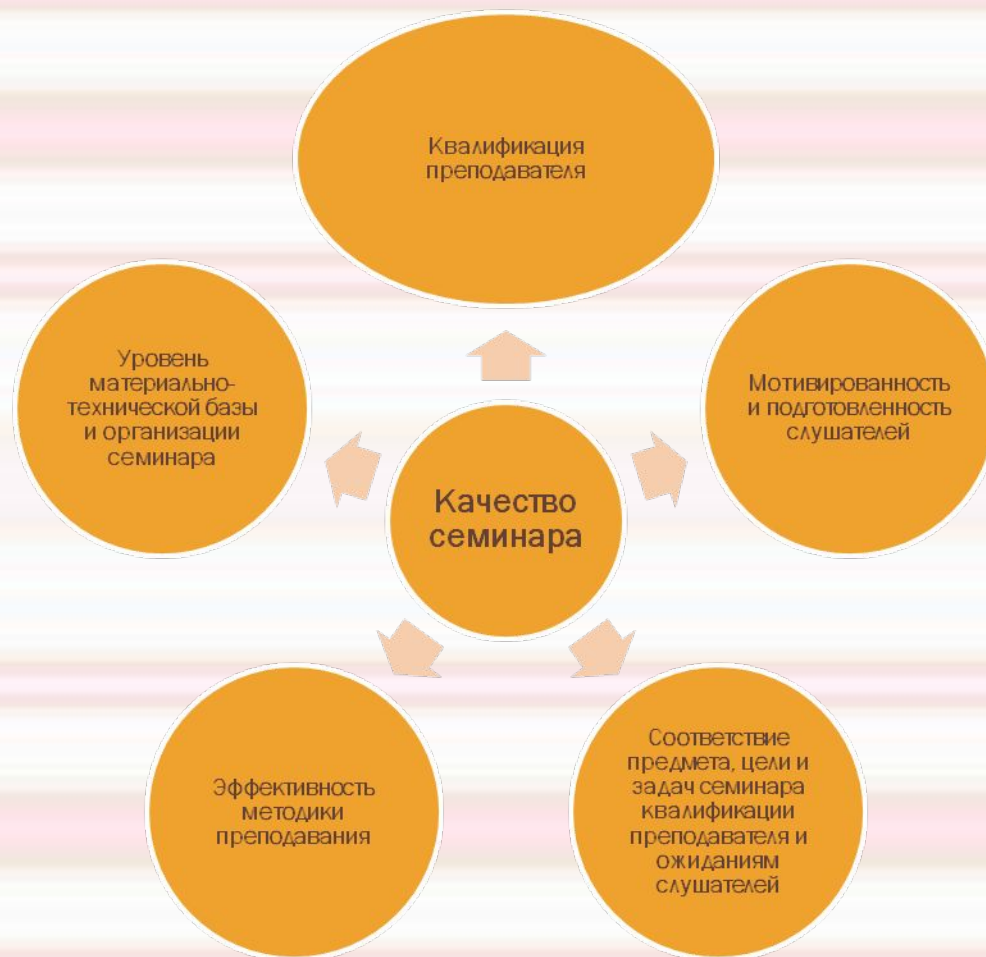 Квалификация
преподавателя
Уровень
материально-
технической базы
и организации
семинара
Мотивированность
и подготовленность
слушателей
Качество
семинара
Эффективность
методики
преподавания
Соответствие
предмета, цели и
задач семинара
квалификации
преподавателя и
ожиданиям
слушателей